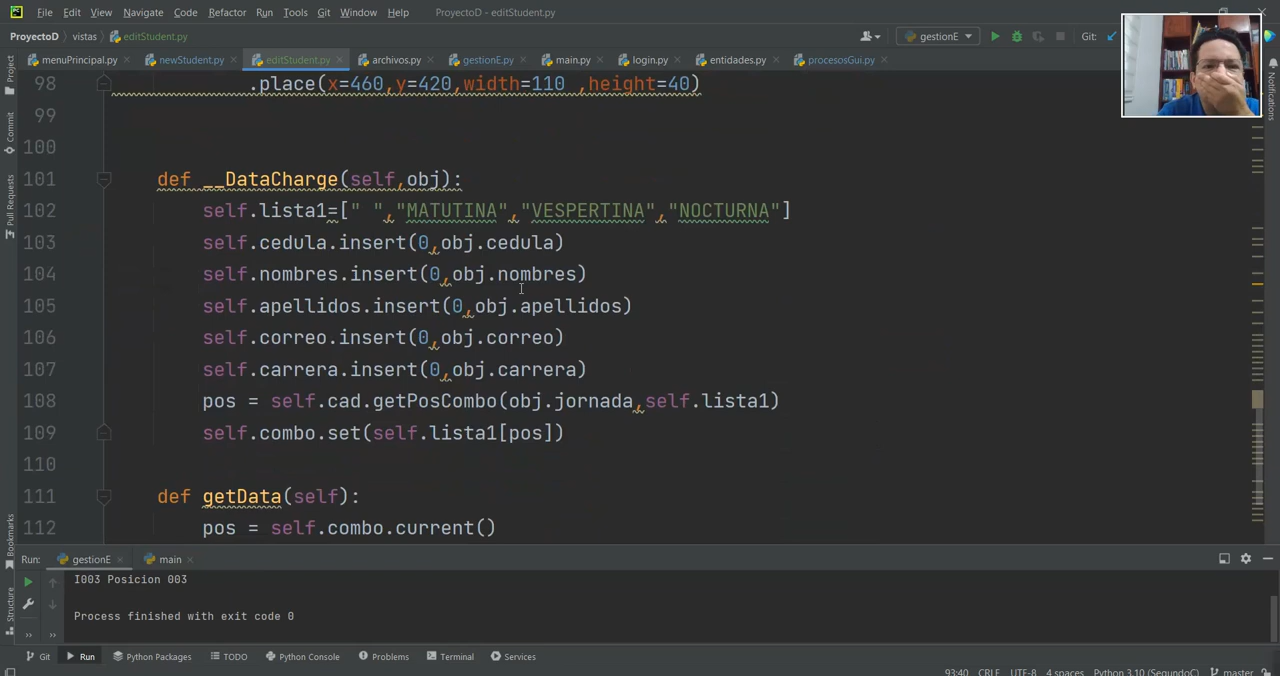 File Edit View Navigate Code Refactor Run Tools Git Window Help ProyectoD - editStudent.py
ProyectoD vistas editStudent.py gestionE Git:
menuPrincipal.py newStudent.py editStudent.py archivos.py gestionE.py main.py login.py entidades.py procesosGui.py
Project
Commit
Pull Requests
Bookmarks
Structure
Notifications
98 .place(x=460,y=420,width=110 ,height=40)
99
100
101 def __DataCharge(self,obj):
102 self.lista1=[" ","MATUTINA","VESPERTINA","NOCTURNA"]
103 self.cedula.insert(0,obj.cedula)
104 self.nombres.insert(0,obj.nombres)
105 self.apellidos.insert(0,obj.apellidos)
106 self.correo.insert(0,obj.correo)
107 self.carrera.insert(0,obj.carrera)
108 pos = self.cad.getPosCombo(obj.jornada,self.lista1)
109 self.combo.set(self.lista1[pos])
110
111 def getData(self):
112 pos = self.combo.current()
Run: gestionE main
I003 Posicion 003
Process finished with exit code 0
Git Run Python Packages TODO Python Console Problems Terminal Services
93:40 CRLF UTF-8 4 spaces Python 3.10 (SegundoC) master